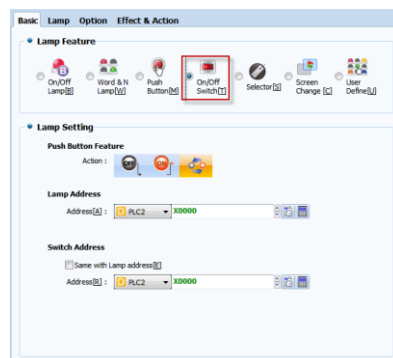 Basic Lamp Option Effect & Action
Lamp Feature
On/Off Lamp[B]
Word & N Lamp[W]
Push Button[M]
On/Off Switch[T]
Selector[S]
Screen Change [C]
User Define[U]
Lamp Setting
Push Button Feature
Action : OFF ON
Lamp Address
Address[A] : PLC2 X0000
Switch Address
Same with Lamp address[E]
Address[R] : PLC2 X0000